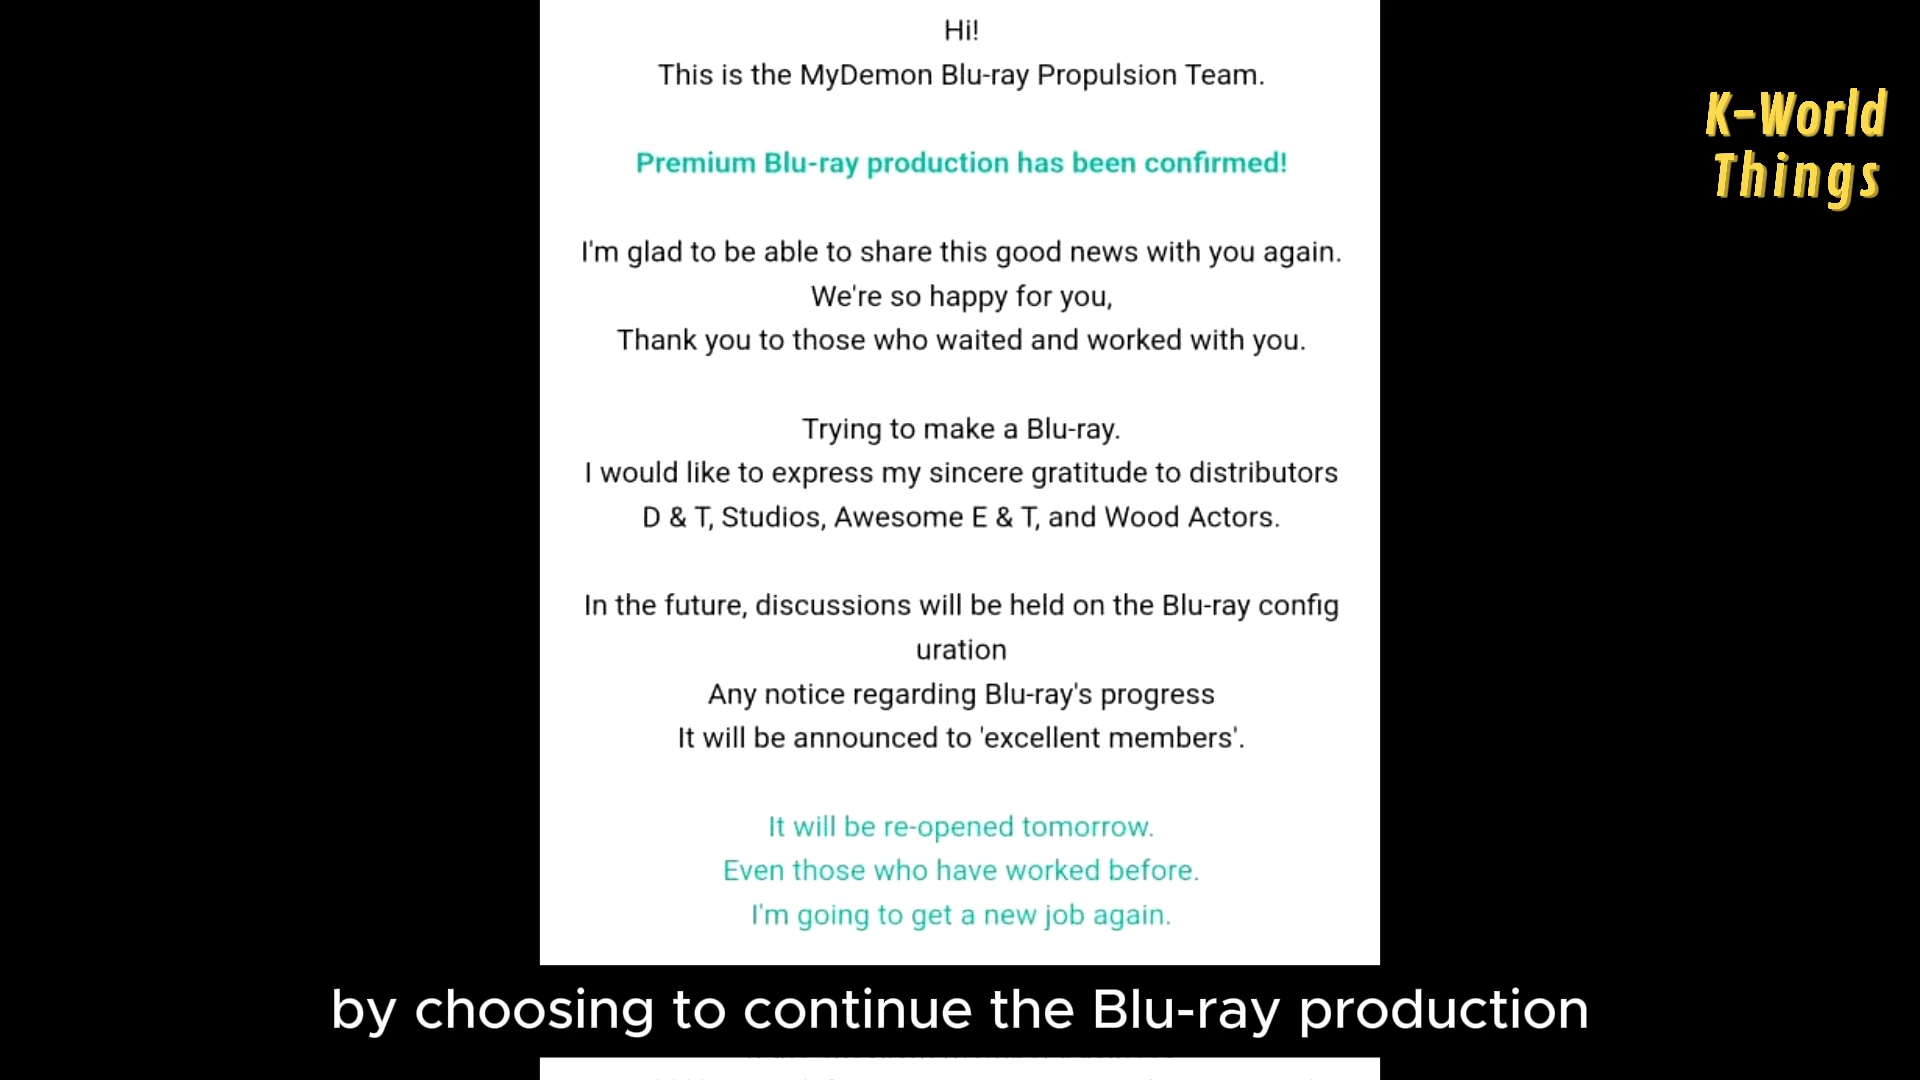 Hi!
This is the MyDemon Blu-ray Propulsion Team.
K-World
Things
Premium Blu-ray production has been confirmed!
I'm glad to be able to share this good news with you again.
We're so happy for you,
Thank you to those who waited and worked with you.
Trying to make a Blu-ray.
I would like to express my sincere gratitude to distributors
D & T, Studios, Awesome E & T, and Wood Actors.
In the future, discussions will be held on the Blu-ray config
uration
Any notice regarding Blu-ray's progress
It will be announced to 'excellent members'.
It will be re-opened tomorrow.
Even those who have worked before.
I'm going to get a new job again.
by choosing to continue the Blu-ray production